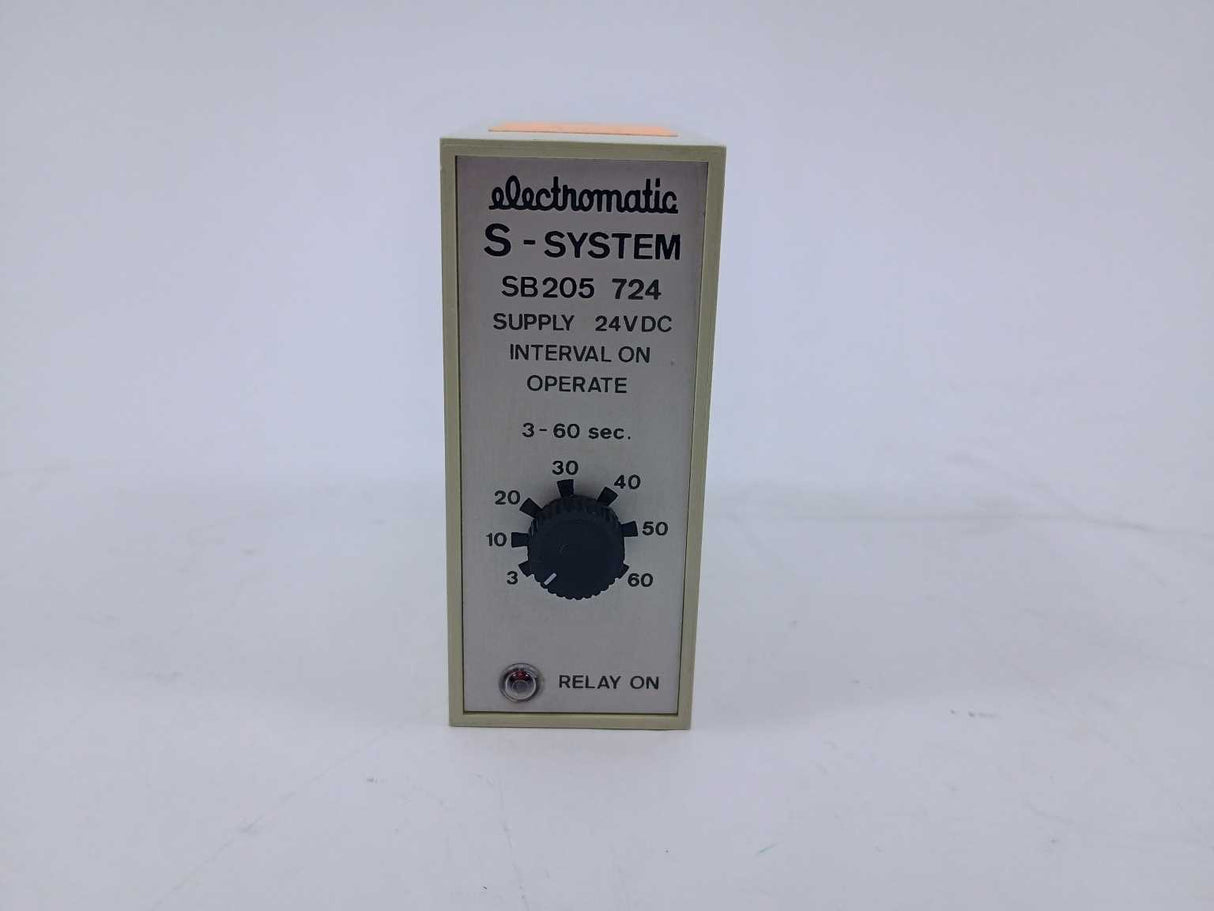 electromatic
S - SYSTEM
SB205 724
SUPPLY 24VDC
INTERVAL ON
OPERATE
3-60 sec.
30
20 40
10 50
3 60
RELAY ON